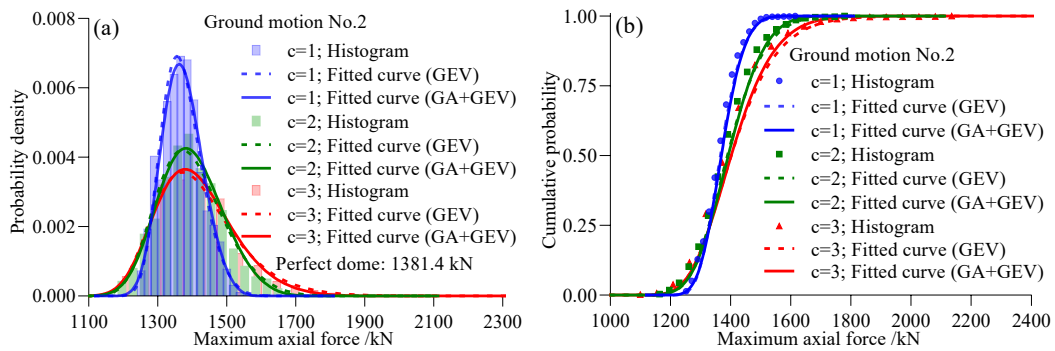 (a)
Ground motion No.2
c=1; Histogram
c=1; Fitted curve (GEV)
c=1; Fitted curve (GA+GEV)
c=2; Histogram
c=2; Fitted curve (GEV)
c=2; Fitted curve (GA+GEV)
c=3; Histogram
c=3; Fitted curve (GEV)
c=3; Fitted curve (GA+GEV)
Perfect dome: 1381.4 kN
Probability density
0.008
0.006
0.004
0.002
0.000
1100 1300 1500 1700 1900 2100 2300
Maximum axial force /kN
(b)
Ground motion No.2
c=1; Histogram
c=1; Fitted curve (GEV)
c=1; Fitted curve (GA+GEV)
c=2; Histogram
c=2; Fitted curve (GEV)
c=2; Fitted curve (GA+GEV)
c=3; Histogram
c=3; Fitted curve (GEV)
c=3; Fitted curve (GA+GEV)
Cumulative probability
1.00
0.75
0.50
0.25
0.00
1000 1200 1400 1600 1800 2000 2200 2400
Maximum axial force /kN